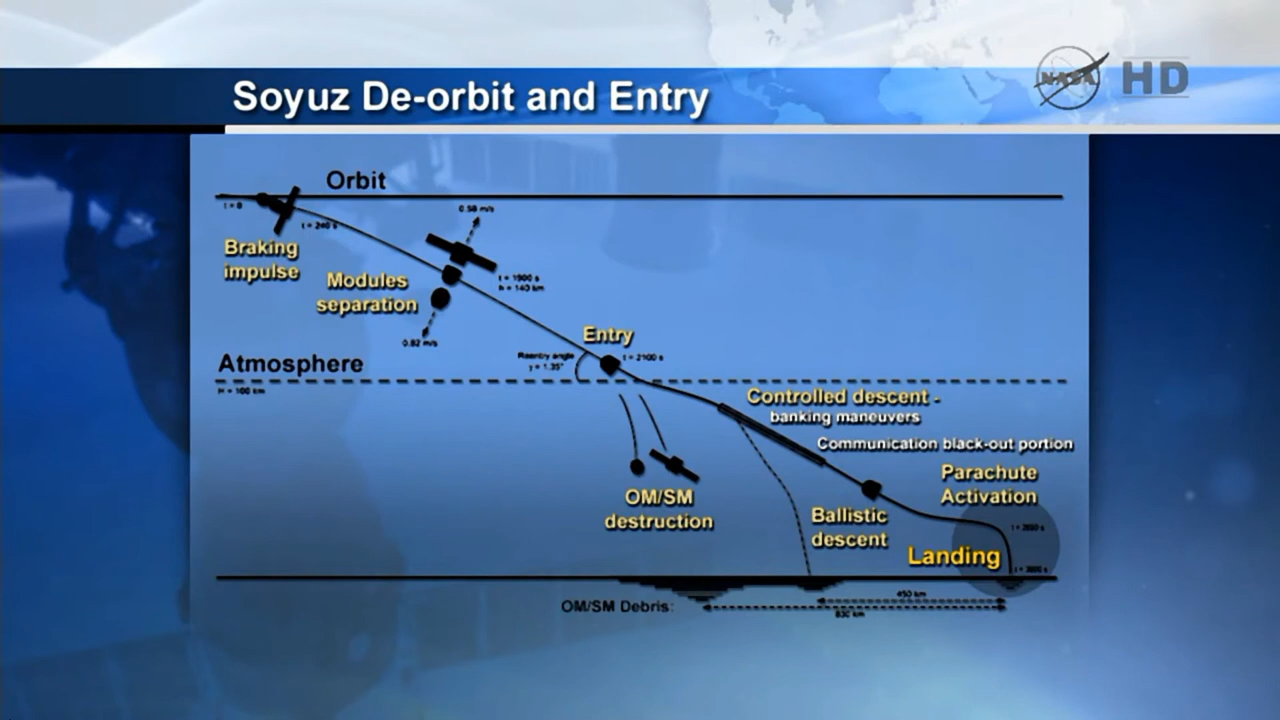 Soyuz De-orbit and Entry
NASA HD
Orbit
t = 0
t = 240 s
0.58 m/s
Braking
impulse
Modules
separation
t = 1900 s
h = 140 km
0.82 m/s
Entry
Reentry angle
γ = 1.35°
t = 2100 s
Atmosphere
H = 100 km
Controlled descent -
banking maneuvers
Communication black-out portion
Parachute
Activation
OM/SM
destruction
Ballistic
descent
Landing
OM/SM Debris:
450 km
830 km